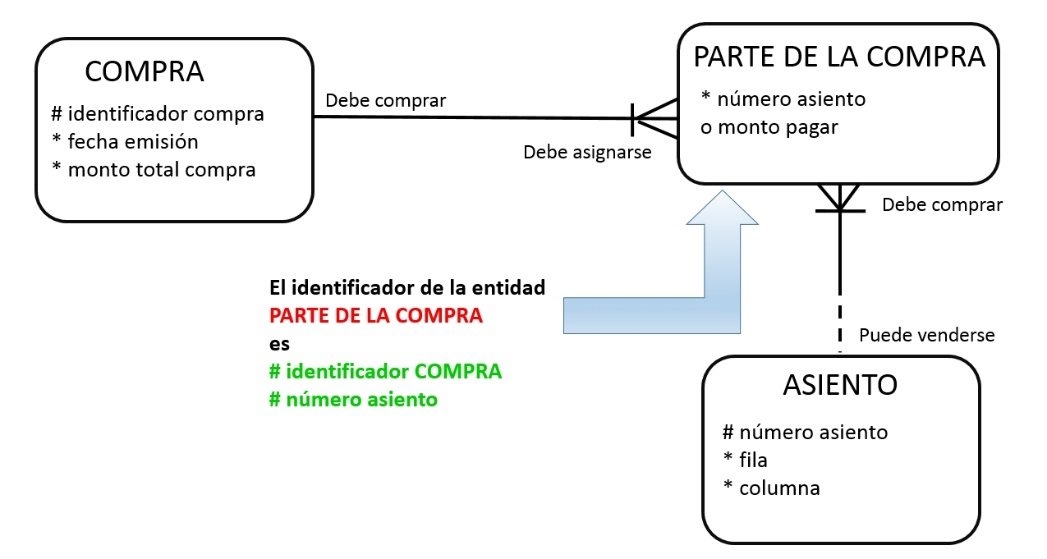 COMPRA
# identificador compra
* fecha emisión
* monto total compra
Debe comprar
Debe asignarse
PARTE DE LA COMPRA
* número asiento
o monto pagar
Debe comprar
El identificador de la entidad
PARTE DE LA COMPRA
es
# identificador COMPRA
# número asiento
Puede venderse
ASIENTO
# número asiento
* fila
* columna